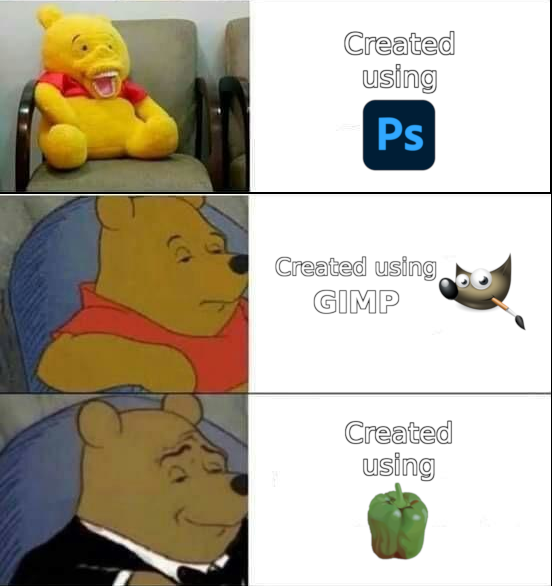 Created
using
Ps
Created using
GIMP
Created
using